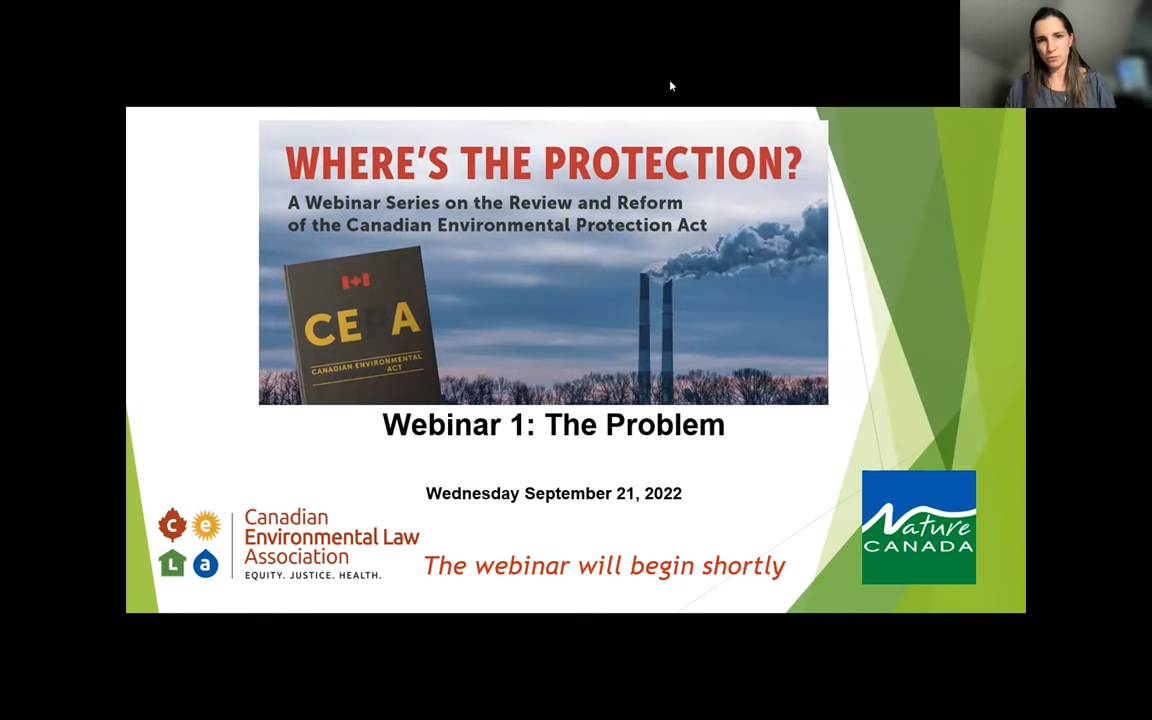 WHERE'S THE PROTECTION?
A Webinar Series on the Review and Reform
of the Canadian Environmental Protection Act
CEPA
CANADIAN ENVIRONMENTAL
ACT
Webinar 1: The Problem
Wednesday September 21, 2022
c e
L a
Canadian
Environmental Law
Association
EQUITY. JUSTICE. HEALTH.
The webinar will begin shortly
Nature
CANADA